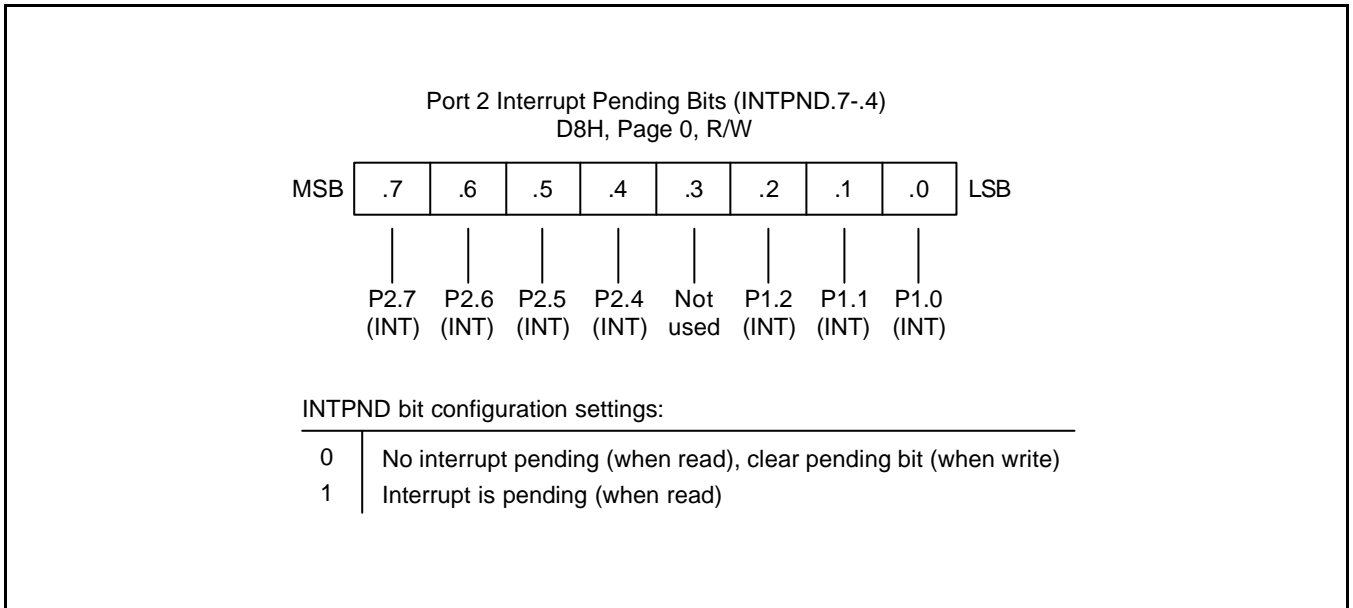 Port 2 Interrupt Pending Bits (INTPND.7-.4)
D8H, Page 0, R/W
MSB .7 .6 .5 .4 .3 .2 .1 .0 LSB
P2.7 P2.6 P2.5 P2.4 Not P1.2 P1.1 P1.0
(INT) (INT) (INT) (INT) used (INT) (INT) (INT)
INTPND bit configuration settings:
0 No interrupt pending (when read), clear pending bit (when write)
1 Interrupt is pending (when read)